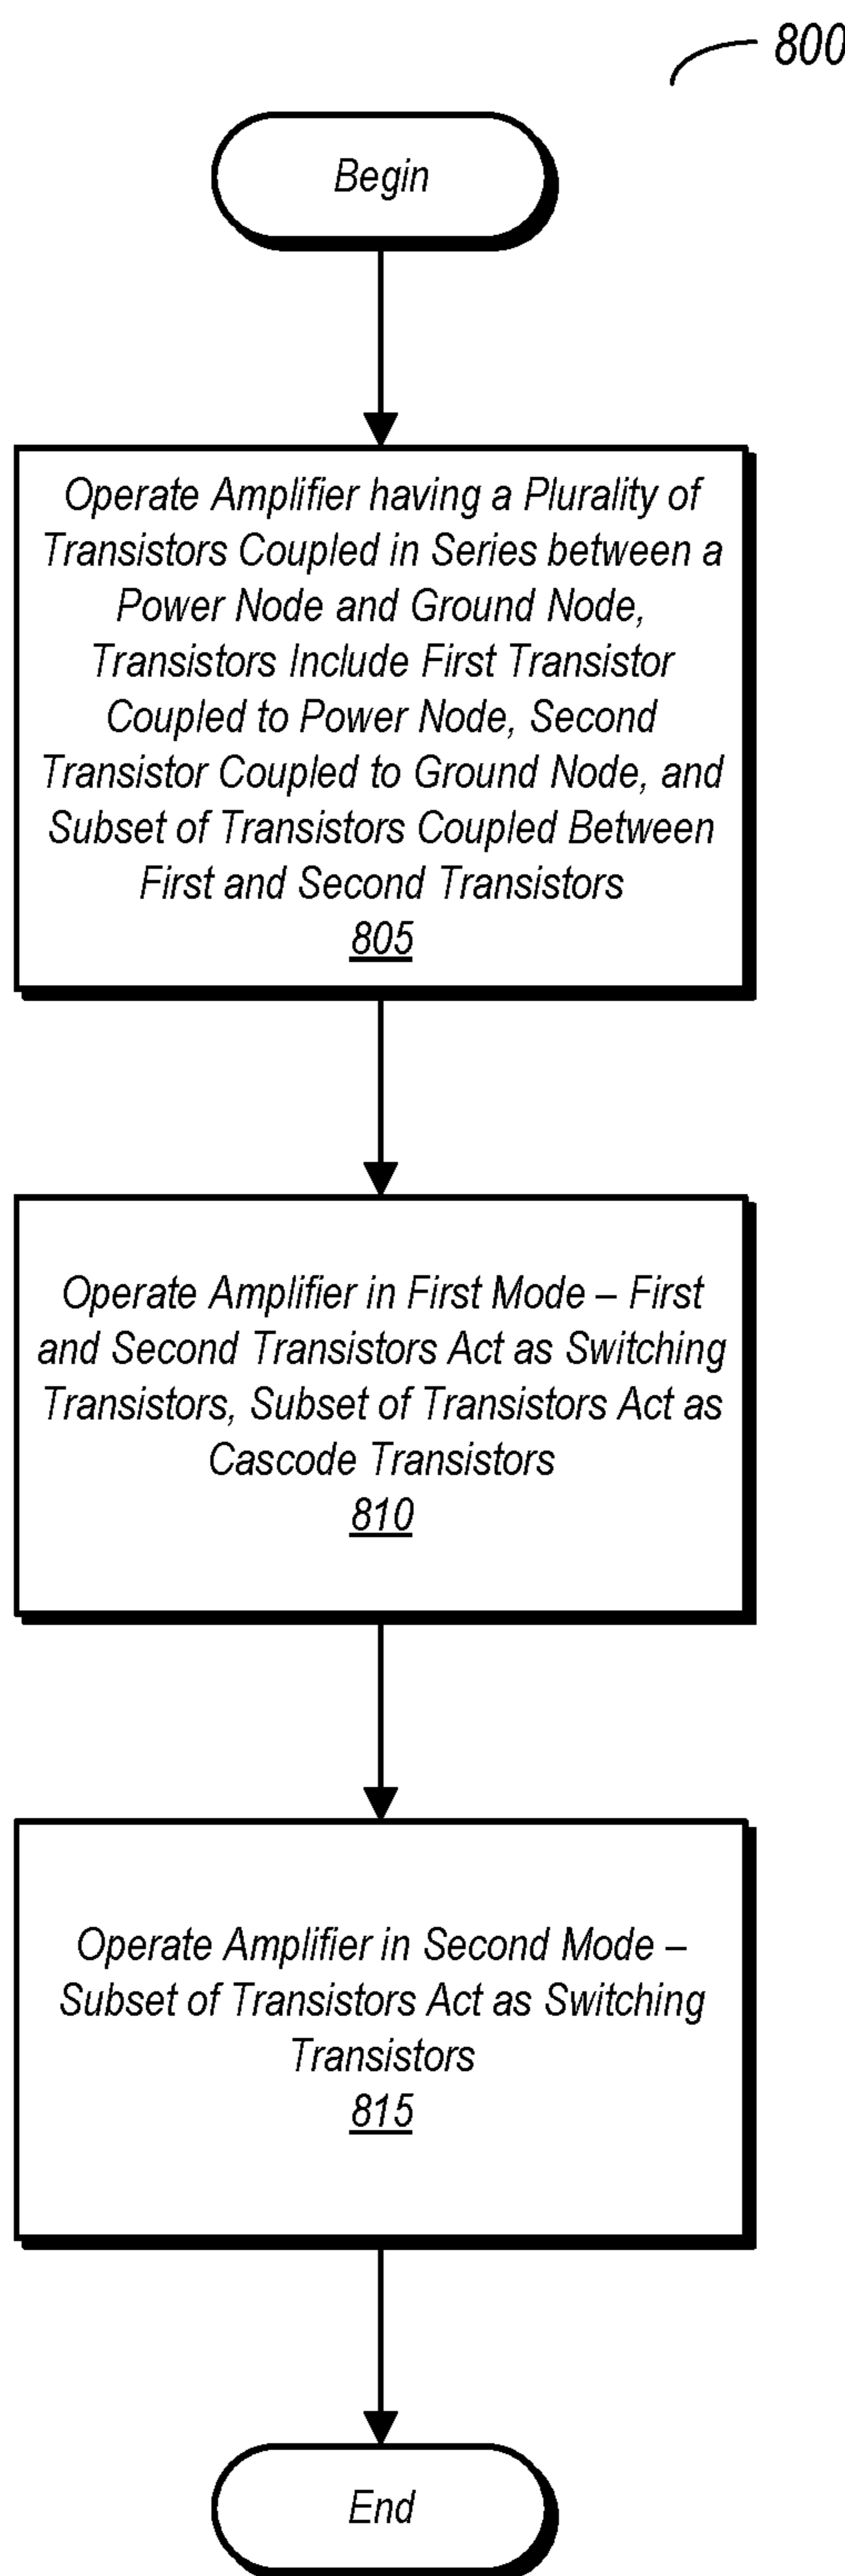 800
Begin
Operate Amplifier having a Plurality of
Transistors Coupled in Series between a
Power Node and Ground Node,
Transistors Include First Transistor
Coupled to Power Node, Second
Transistor Coupled to Ground Node, and
Subset of Transistors Coupled Between
First and Second Transistors
805
Operate Amplifier in First Mode – First
and Second Transistors Act as Switching
Transistors, Subset of Transistors Act as
Cascode Transistors
810
Operate Amplifier in Second Mode –
Subset of Transistors Act as Switching
Transistors
815
End